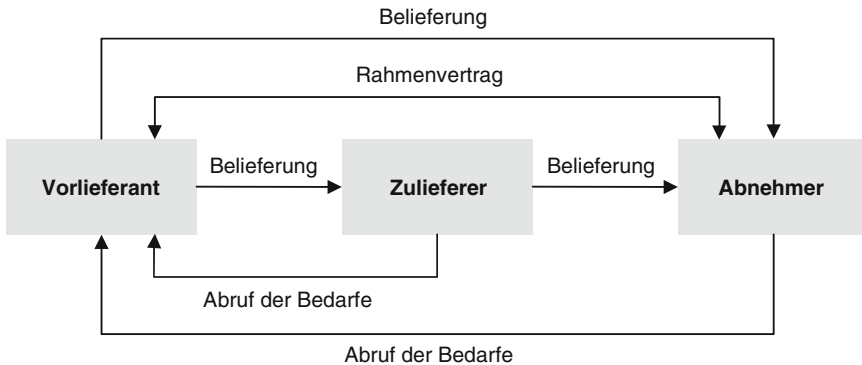 Belieferung
Rahmenvertrag
Belieferung
Belieferung
Vorlieferant
Zulieferer
Abnehmer
Abruf der Bedarfe
Abruf der Bedarfe